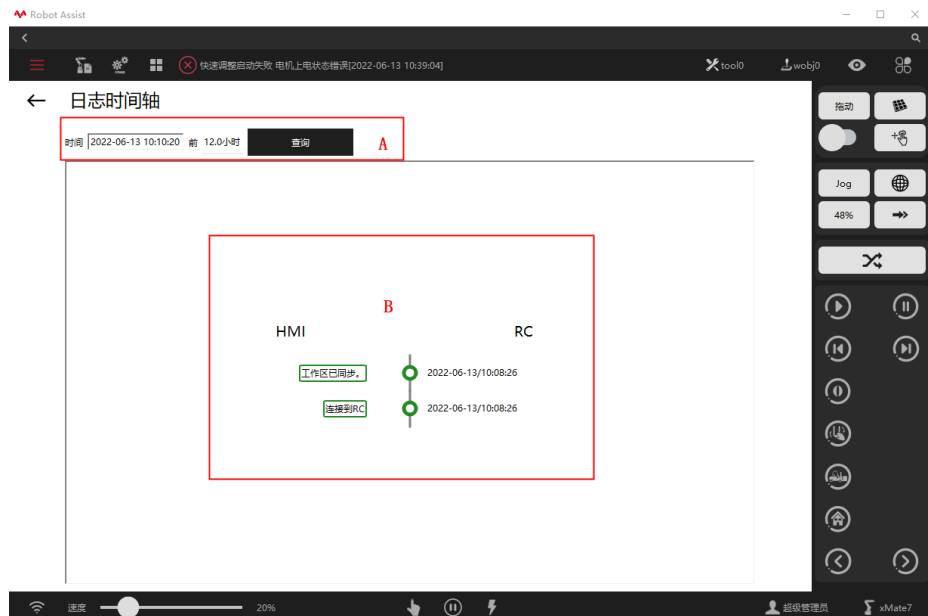 Robot Assist
快速调整启动失败 电机上电状态错误[2022-06-13 10:39:04]
tool0
wobj0
日志时间轴
时间 2022-06-13 10:10:20 前 12.0小时 查询 A
拖动
Jog
48%
B
HMI RC
工作区已同步。 2022-06-13/10:08:26
连接到RC 2022-06-13/10:08:26
速度 20% 超级管理员 xMate7